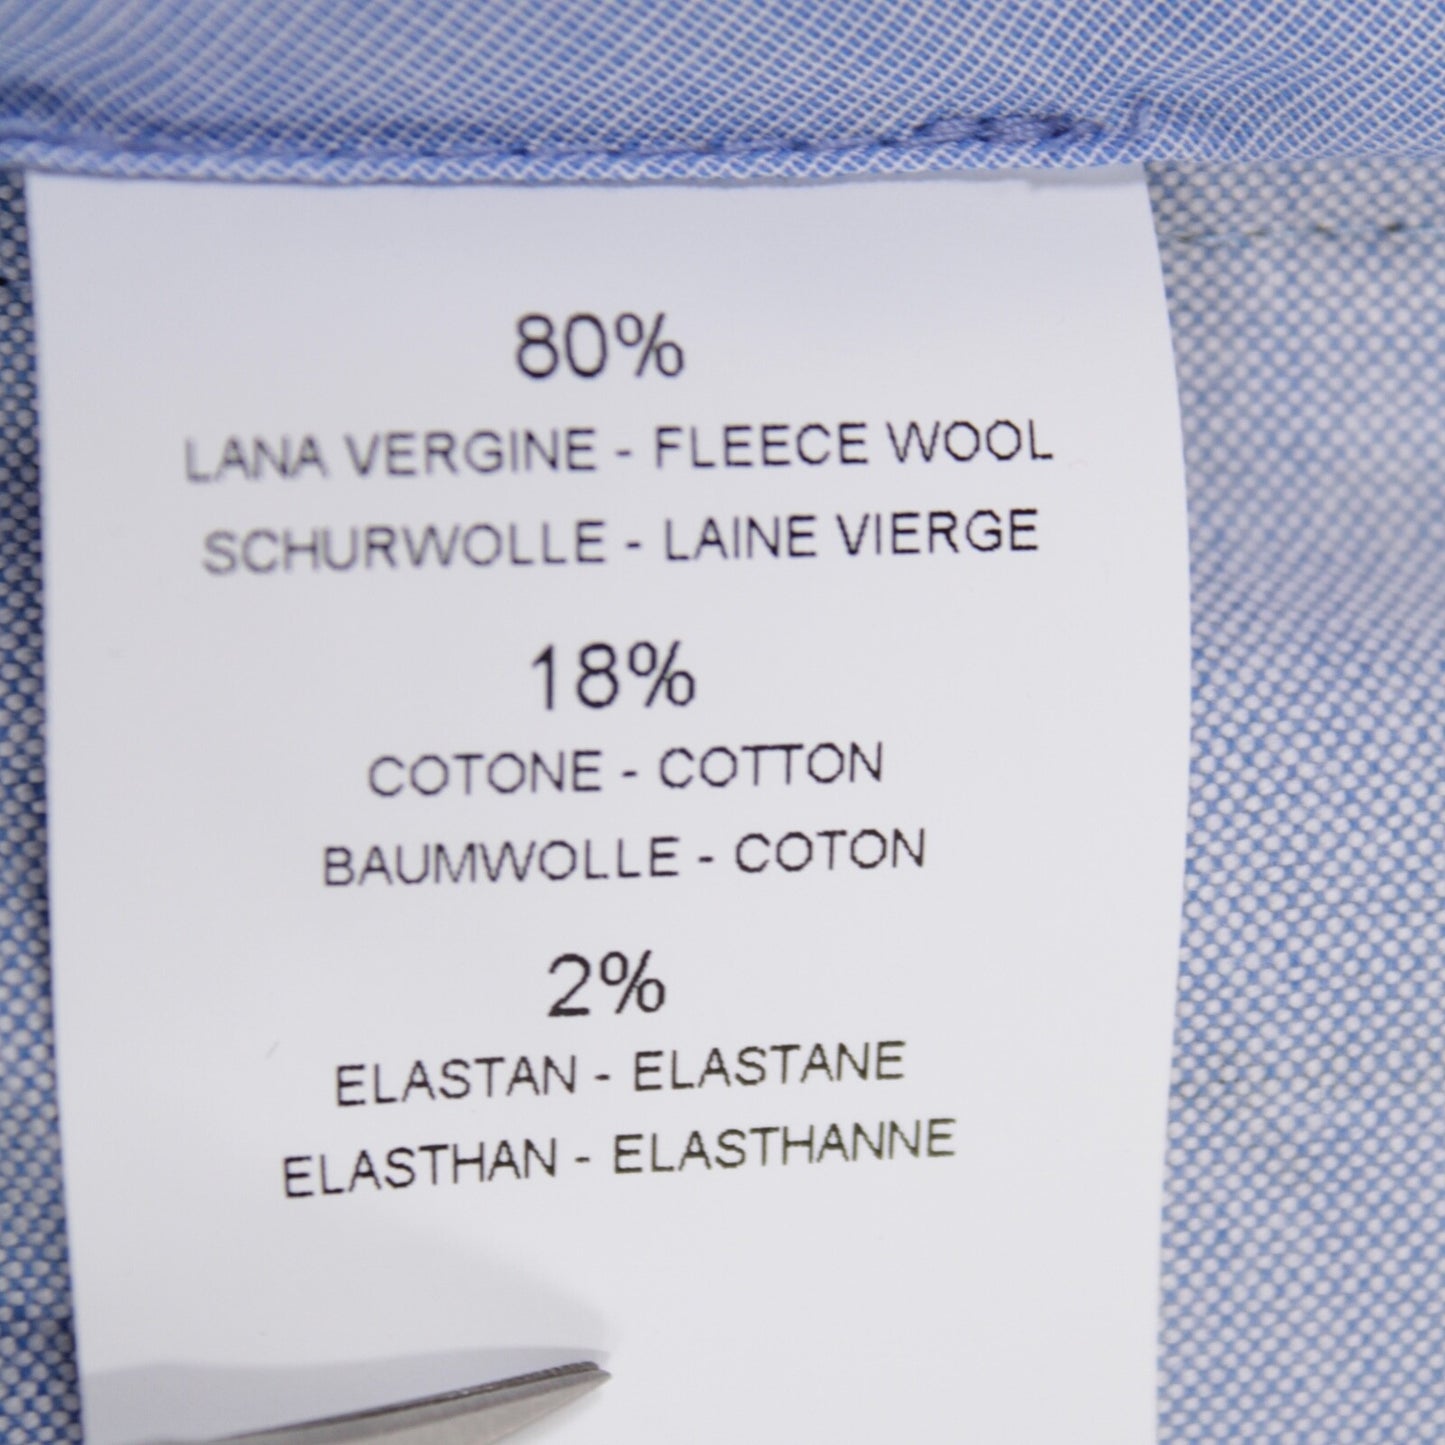 80%
LANA VERGINE - FLEECE WOOL
SCHURWOLLE - LAINE VIERGE
18%
COTONE - COTTON
BAUMWOLLE - COTON
2%
ELASTAN - ELASTANE
ELASTHAN - ELASTHANNE